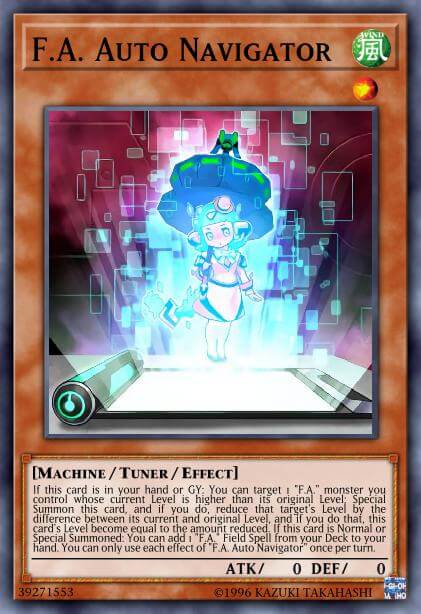 F.A. Auto Navigator
WIND
風
[Machine / Tuner / Effect]
If this card is in your hand or GY: You can target 1 "F.A." monster you
control whose current Level is higher than its original Level; Special
Summon this card, and if you do, reduce that target's Level by the
difference between its current and original Level, and if you do that, this
card's Level become equal to the amount reduced. If this card is Normal or
Special Summoned: You can add 1 "F.A." Field Spell from your Deck to your
hand. You can only use each effect of "F.A. Auto Navigator" once per turn.
ATK/ 0 DEF/ 0
39271553 ©1996 KAZUKI TAKAHASHI